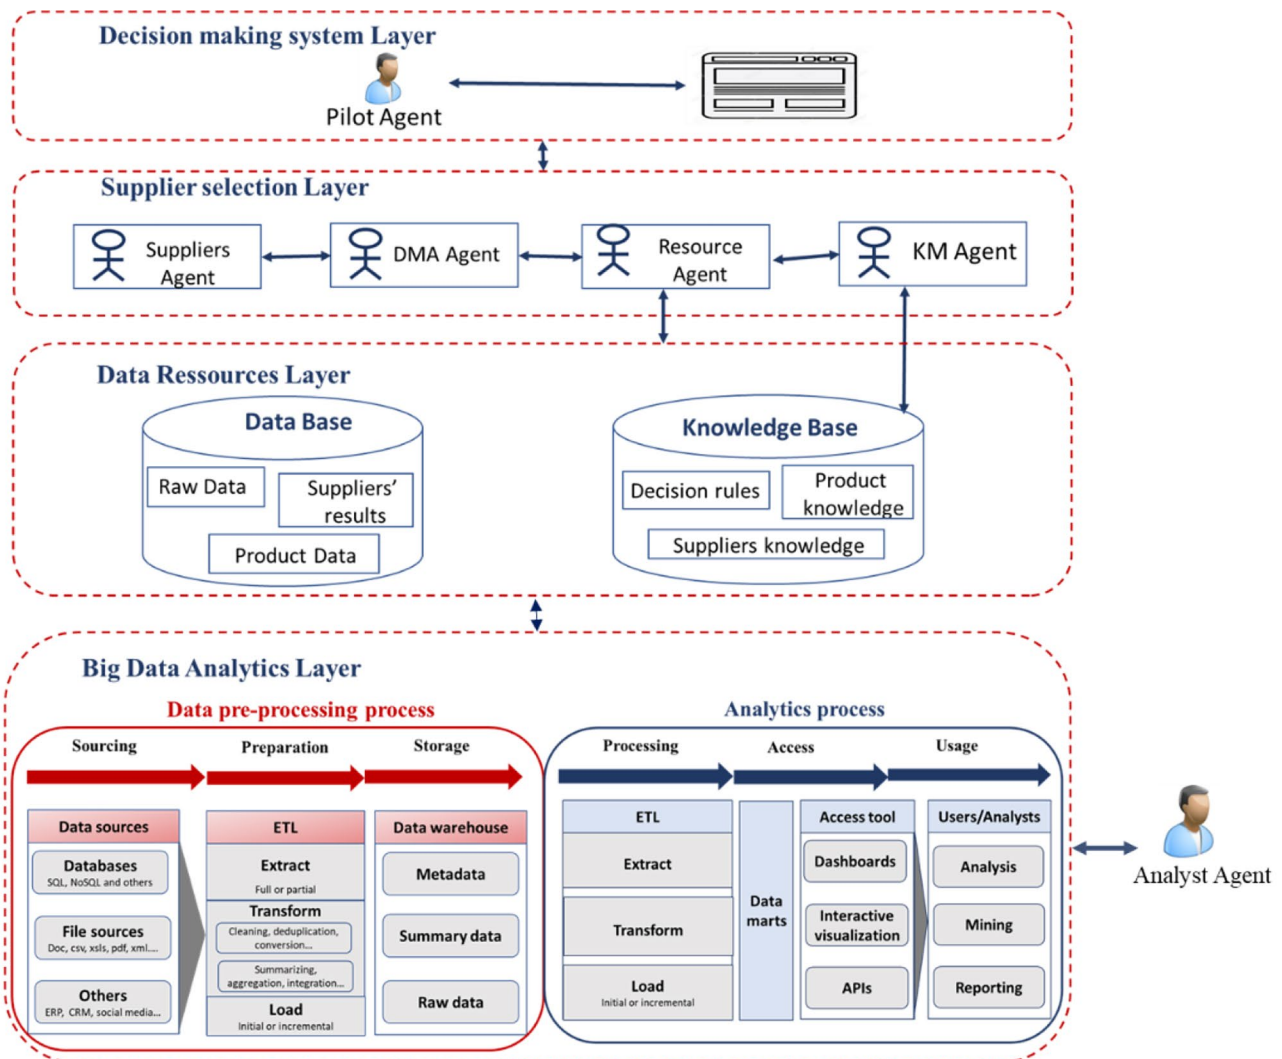 Decision making system Layer
Pilot Agent
Supplier selection Layer
Suppliers
Agent
DMA Agent
Resource
Agent
KM Agent
Data Ressources Layer
Data Base
Raw Data
Suppliers’
results
Product Data
Knowledge Base
Decision rules
Product
knowledge
Suppliers knowledge
Big Data Analytics Layer
Data pre-processing process
Sourcing
Preparation
Storage
Data sources
Databases
SQL, NoSQL and others
File sources
Doc, csv, xsls, pdf, xml....
Others
ERP, CRM, social media...
ETL
Extract
Full or partial
Transform
Cleaning, deduplication,
conversion...
Summarizing,
aggregation, integration...
Load
Initial or incremental
Data warehouse
Metadata
Summary data
Raw data
Analytics process
Processing
Access
Usage
ETL
Extract
Transform
Load
Initial or incremental
Data
marts
Access tool
Dashboards
Interactive
visualization
APIs
Users/Analysts
Analysis
Mining
Reporting
Analyst Agent